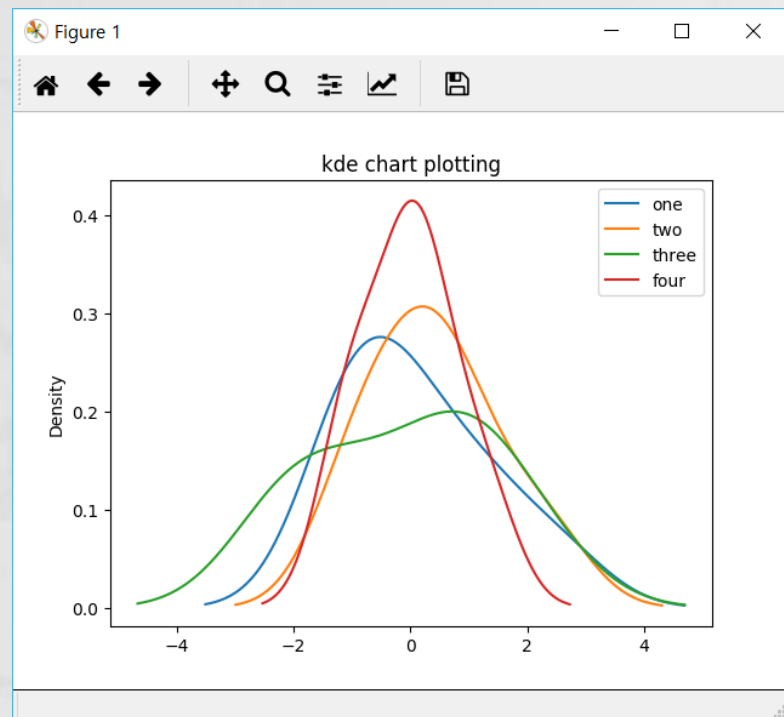 Figure 1
kde chart plotting
one
two
three
four
Density
0.4
0.3
0.2
0.1
0.0
−4
−2
0
2
4